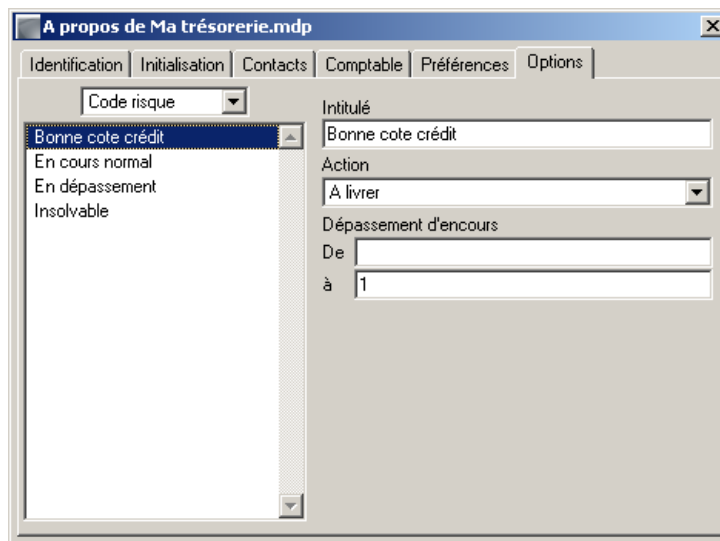 A propos de Ma trésorerie.mdp
Identification Initialisation Contacts Comptable Préférences Options
Code risque
Bonne cote crédit
En cours normal
En dépassement
Insolvable
Intitulé
Bonne cote crédit
Action
A livrer
Dépassement d'encours
De
à 1